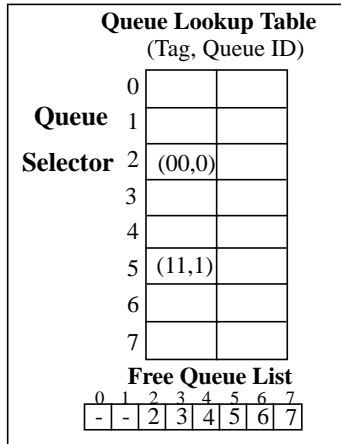 Queue Lookup Table
(Tag, Queue ID)
0
Queue 1
Selector 2 (00,0)
3
4
5 (11,1)
6
7
Free Queue List
0 1 2 3 4 5 6 7
- - 2 3 4 5 6 7